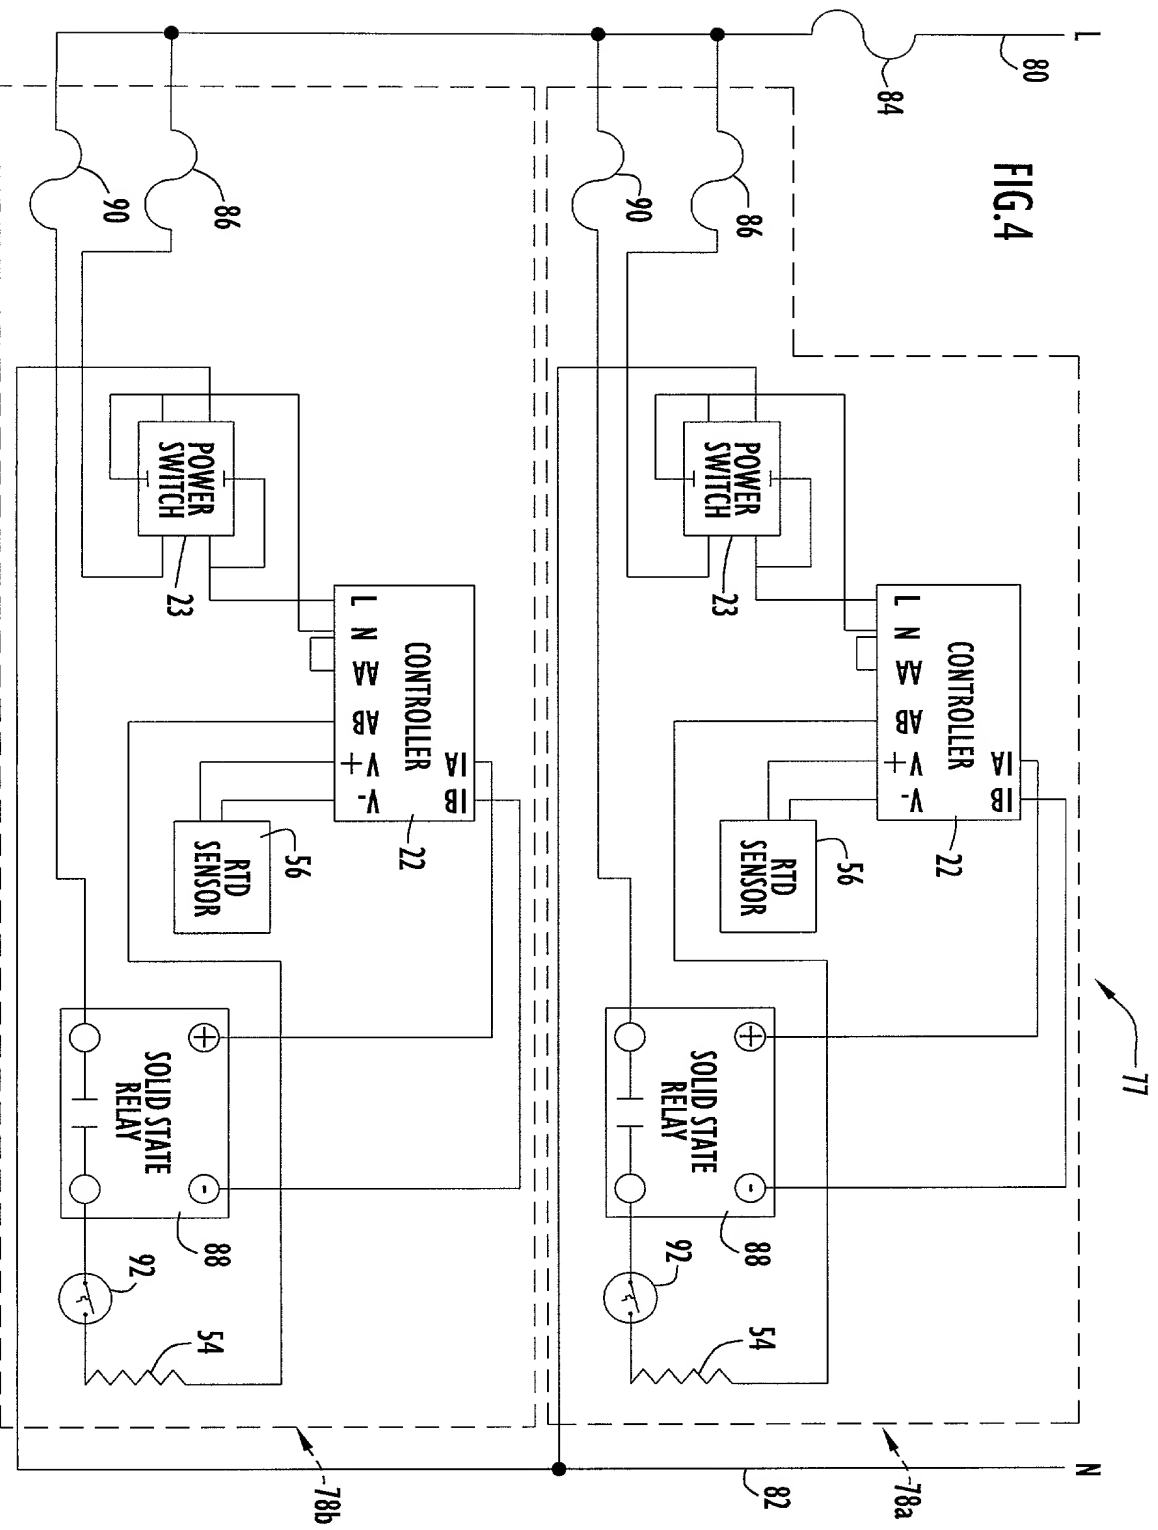 FIG.4
L
80
84
N
82
77
78a
86
90
POWER
SWITCH
23
L
N
AA
AB
V+
V-
CONTROLLER
IA
IB
22
RTD
SENSOR
56
+
-
SOLID STATE
RELAY
88
92
54
78b
86
90
POWER
SWITCH
23
L
N
AA
AB
V+
V-
CONTROLLER
IA
IB
22
RTD
SENSOR
56
+
-
SOLID STATE
RELAY
88
92
54